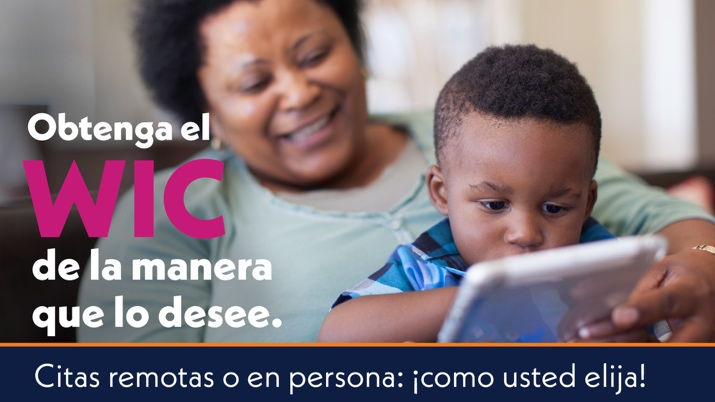 Obtenga el
WIC
de la manera
que lo desee.
Citas remotas o en persona: ¡como usted elija!